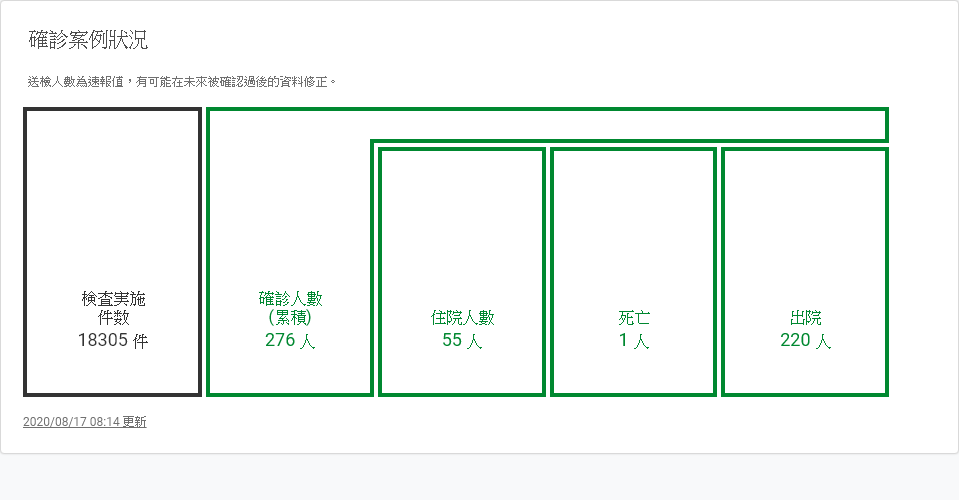 確診案例狀況
送檢人數為速報值，有可能在未來被確認過後的資料修正。
検査実施
件数
18305 件
確診人數
(累積)
276 人
住院人數
55 人
死亡
1 人
出院
220 人
2020/08/17 08:14 更新